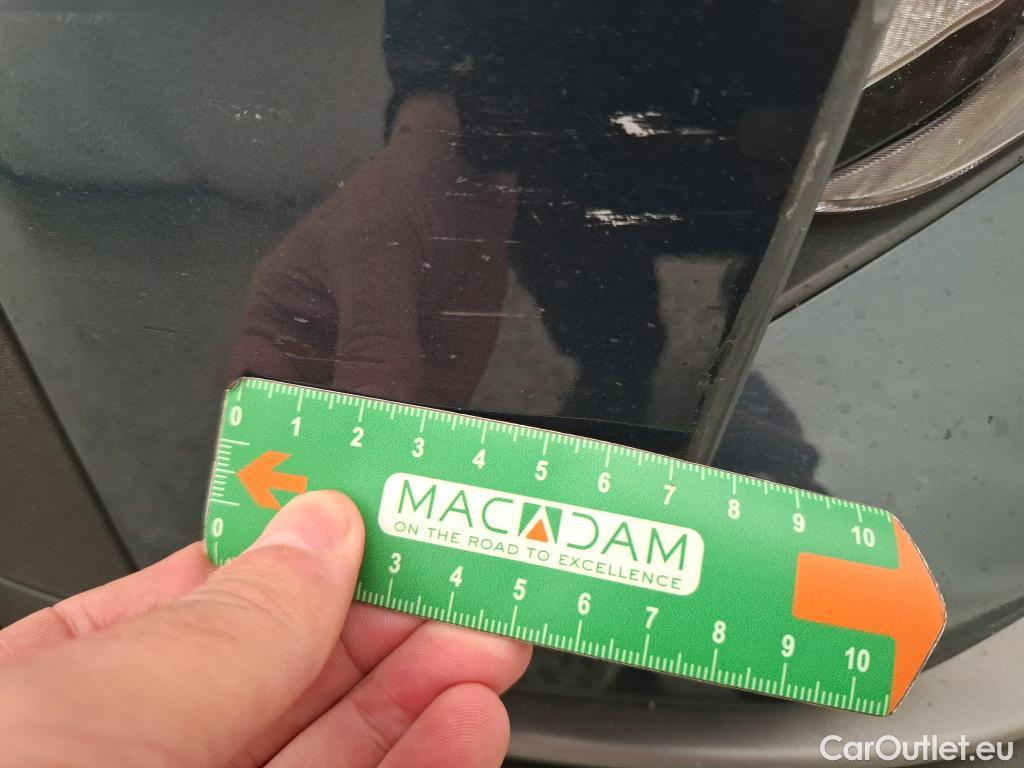 0 1 2 3 4 5 6 7 8 9 10
MACADAM
ON THE ROAD TO EXCELLENCE
0 3 4 5 6 7 8 9 10
CarOutlet.eu